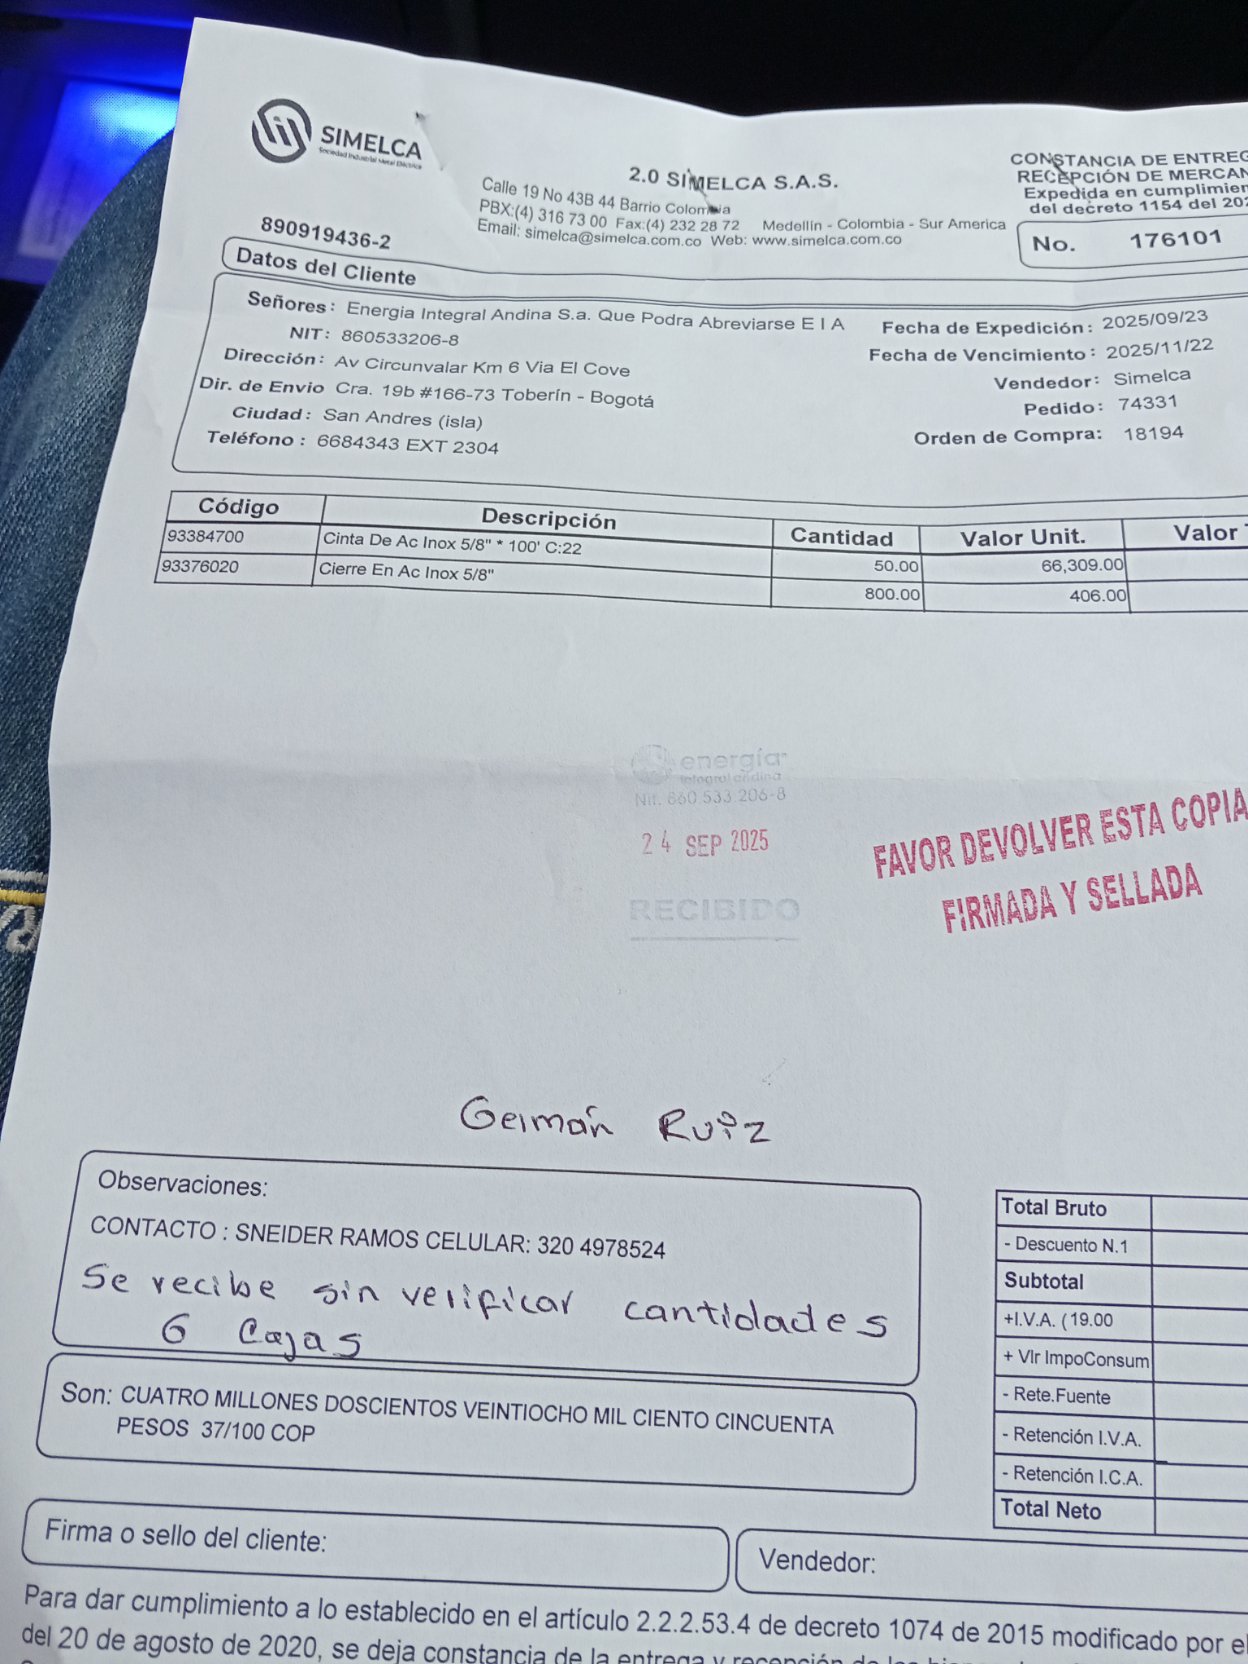 SIMELCA
Sociedad Industrial Metal Eléctrica
2.0 SIMELCA S.A.S.
Calle 19 No 43B 44 Barrio Colombia
PBX:(4) 316 73 00 Fax:(4) 232 28 72 Medellín - Colombia - Sur America
Email: simelca@simelca.com.co Web: www.simelca.com.co
CONSTANCIA DE ENTREG
RECEPCIÓN DE MERCAN
Expedida en cumplimien
del decreto 1154 del 202
No. 176101
890919436-2
Datos del Cliente
Señores: Energia Integral Andina S.a. Que Podra Abreviarse E I A
NIT: 860533206-8
Dirección: Av Circunvalar Km 6 Via El Cove
Dir. de Envio Cra. 19b #166-73 Toberín - Bogotá
Ciudad: San Andres (isla)
Teléfono: 6684343 EXT 2304
Fecha de Expedición: 2025/09/23
Fecha de Vencimiento: 2025/11/22
Vendedor: Simelca
Pedido: 74331
Orden de Compra: 18194
Código Descripción Cantidad Valor Unit. Valor T
93384700 Cinta De Ac Inox 5/8" * 100' C:22 50.00 66,309.00
93376020 Cierre En Ac Inox 5/8" 800.00 406.00
energía
integral andina
Nit. 860.533.206-8
24 SEP 2025
RECIBIDO
FAVOR DEVOLVER ESTA COPIA
FIRMADA Y SELLADA
Germán Ruiz
Observaciones:
CONTACTO : SNEIDER RAMOS CELULAR: 320 4978524
Se recibe sin verificar cantidades
6 Cajas
Son: CUATRO MILLONES DOSCIENTOS VEINTIOCHO MIL CIENTO CINCUENTA
PESOS 37/100 COP
Total Bruto
- Descuento N.1
Subtotal
+I.V.A. (19.00
+ Vlr ImpoConsum
- Rete.Fuente
- Retención I.V.A.
- Retención I.C.A.
Total Neto
Firma o sello del cliente:
Vendedor:
Para dar cumplimiento a lo establecido en el artículo 2.2.2.53.4 de decreto 1074 de 2015 modificado por el
del 20 de agosto de 2020, se deja constancia de la entrega y recepción de los